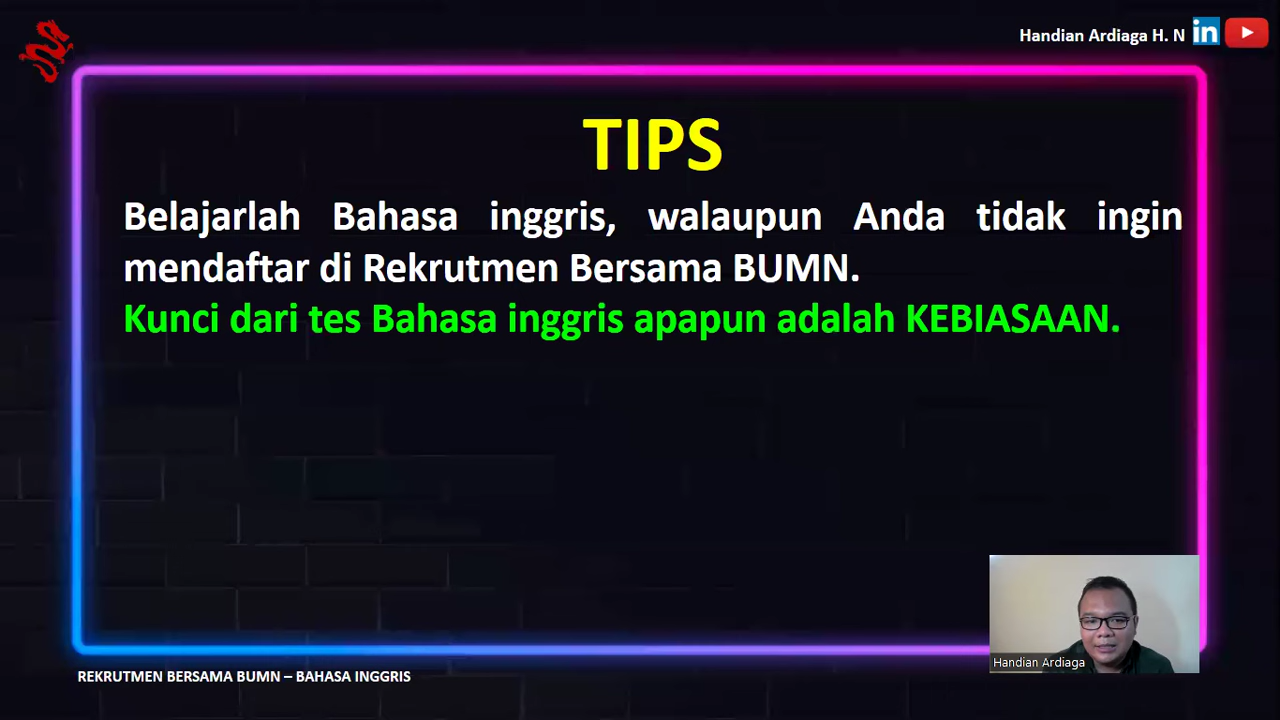 Handian Ardiaga H. N
in
TIPS
Belajarlah Bahasa inggris, walaupun Anda tidak ingin
mendaftar di Rekrutmen Bersama BUMN.
Kunci dari tes Bahasa inggris apapun adalah KEBIASAAN.
Handian Ardiaga
REKRUTMEN BERSAMA BUMN – BAHASA INGGRIS